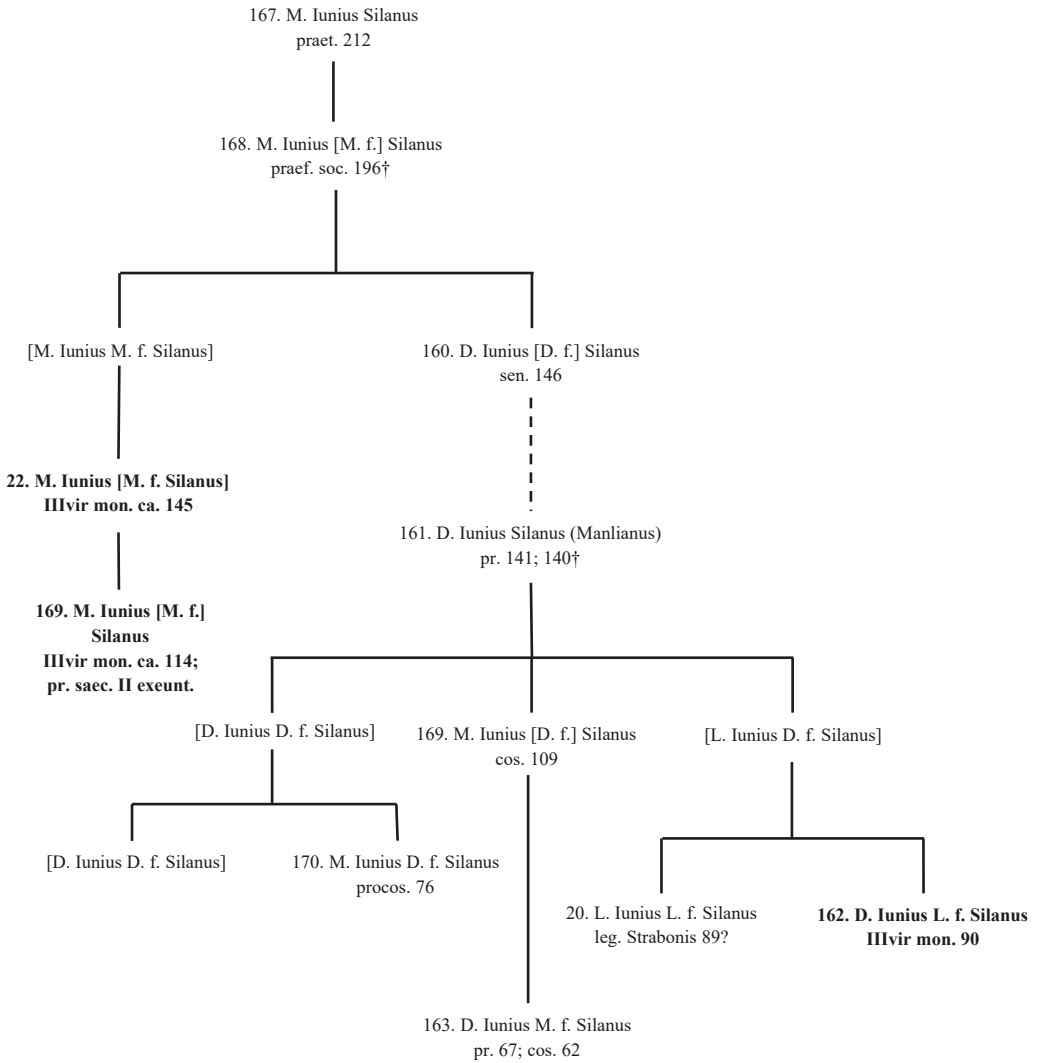 167. M. Iunius Silanus
praet. 212
168. M. Iunius [M. f.] Silanus
praef. soc. 196†
[M. Iunius M. f. Silanus]
160. D. Iunius [D. f.] Silanus
sen. 146
22. M. Iunius [M. f. Silanus]
IIIvir mon. ca. 145
161. D. Iunius Silanus (Manlianus)
pr. 141; 140†
169. M. Iunius [M. f.]
Silanus
IIIvir mon. ca. 114;
pr. saec. II exeunt.
[D. Iunius D. f. Silanus]
169. M. Iunius [D. f.] Silanus
cos. 109
[L. Iunius D. f. Silanus]
[D. Iunius D. f. Silanus]
170. M. Iunius D. f. Silanus
procos. 76
20. L. Iunius L. f. Silanus
leg. Strabonis 89?
162. D. Iunius L. f. Silanus
IIIvir mon. 90
163. D. Iunius M. f. Silanus
pr. 67; cos. 62